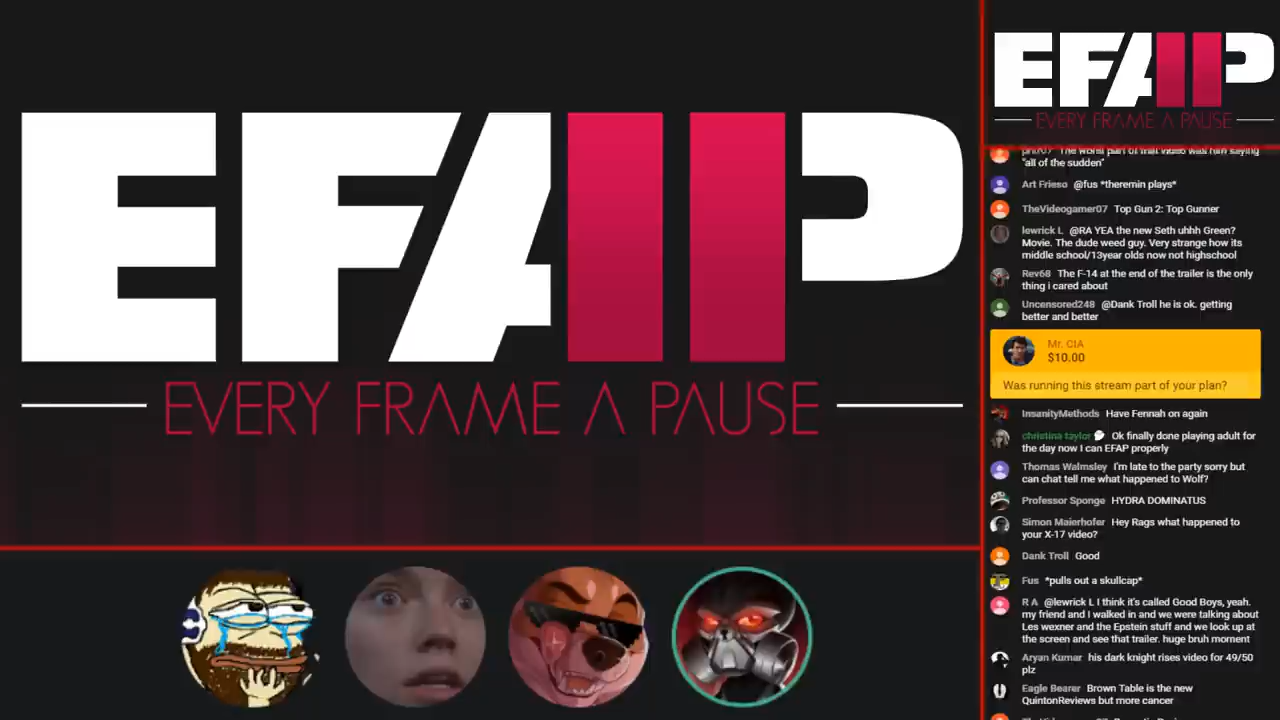 EFAP
EVERY FRAME A PAUSE
EFAP
EVERY FRAME A PAUSE
The worst part of that video was him saying
"all of the sudden"
Art Frieso @fus *theremin plays*
TheVideogamer07 Top Gun 2: Top Gunner
lewrick L @RA YEA the new Seth uhhh Green?
Movie. The dude weed guy. Very strange how its
middle school/13year olds now not highschool
Rev68 The F-14 at the end of the trailer is the only
thing i cared about
Uncensored248 @Dank Troll he is ok. getting
better and better
Mr. CIA
$10.00
Was running this stream part of your plan?
InsanityMethods Have Fennah on again
christina taylor Ok finally done playing adult for
the day now I can EFAP properly
Thomas Walmsley I'm late to the party sorry but
can chat tell me what happened to Wolf?
Professor Sponge HYDRA DOMINATUS
Simon Maierhofer Hey Rags what happened to
your X-17 video?
Dank Troll Good
Fus *pulls out a skullcap*
R A @lewrick L I think it's called Good Boys, yeah.
my friend and I walked in and we were talking about
Les wexner and the Epstein stuff and we look up at
the screen and see that trailer. huge bruh moment
Aryan Kumar his dark knight rises video for 49/50
plz
Eagle Bearer Brown Table is the new
QuintonReviews but more cancer